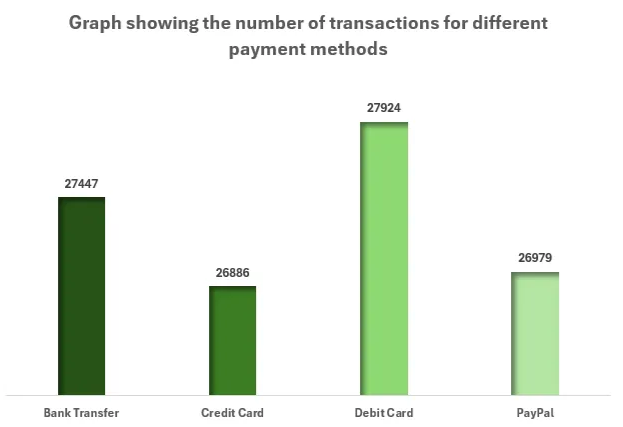 Graph showing the number of transactions for different
payment methods
27924
27447
26979
26886
Bank Transfer Credit Card Debit Card PayPal